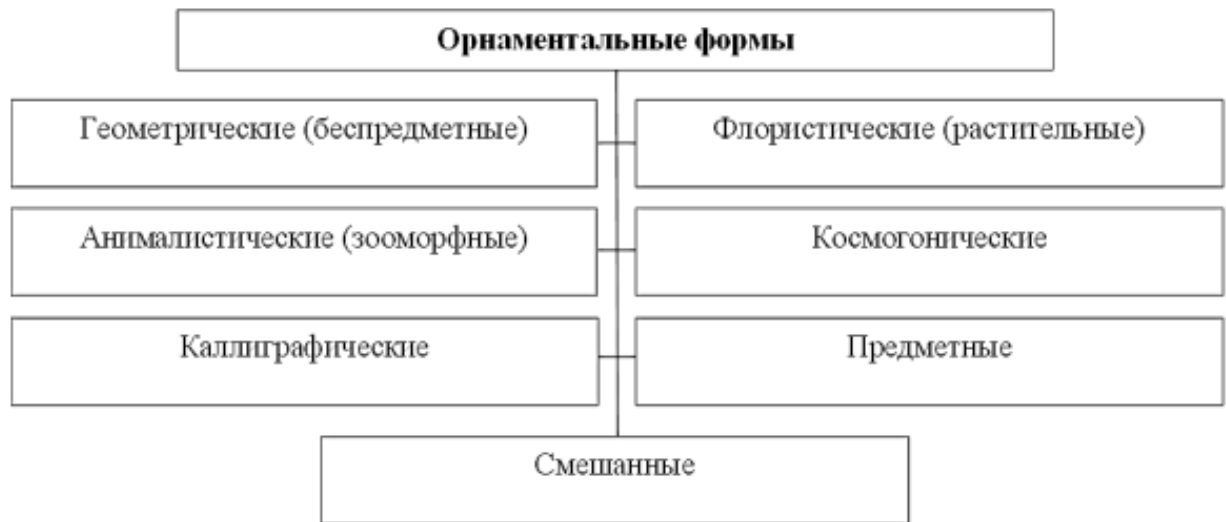 Орнаментальные формы
Геометрические (беспредметные)
Флористические (растительные)
Анималистические (зооморфные)
Космогонические
Каллиграфические
Предметные
Смешанные